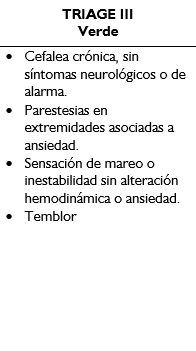 TRIAGE III
Verde
• Cefalea crónica, sin
síntomas neurológicos o de
alarma.
• Parestesias en
extremidades asociadas a
ansiedad.
• Sensación de mareo o
inestabilidad sin alteración
hemodinámica o ansiedad.
• Temblor